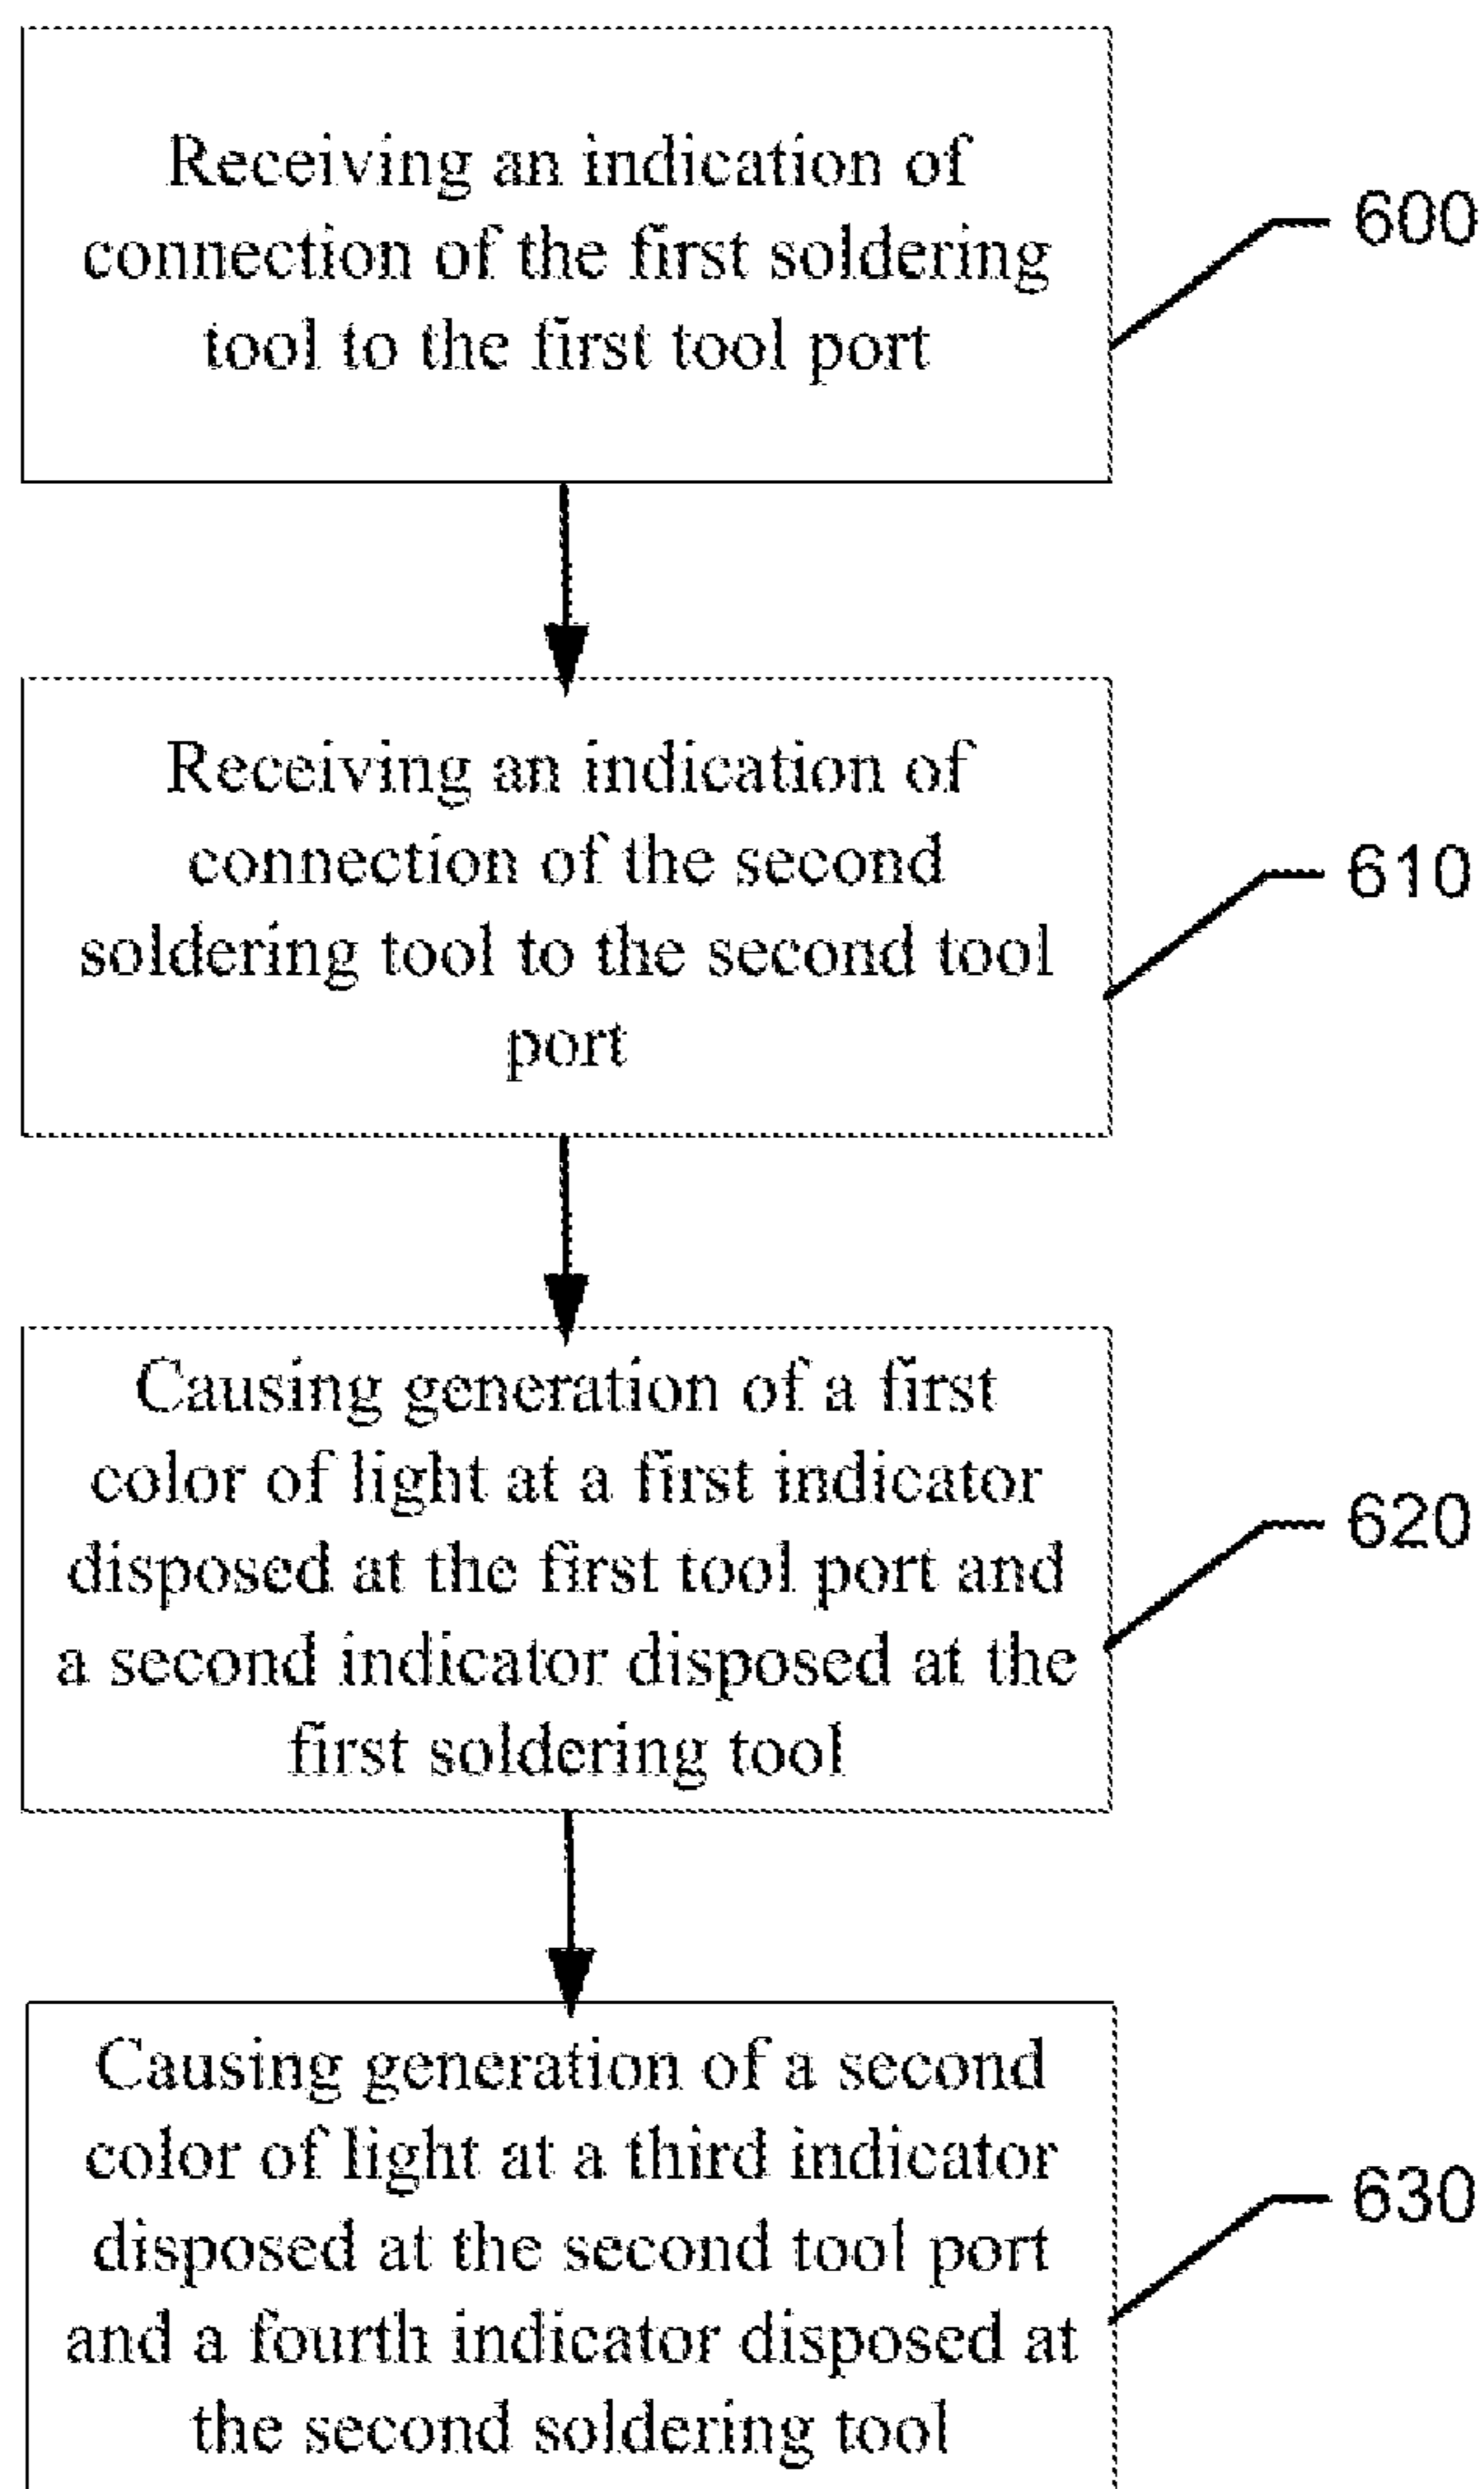 Receiving an indication of
connection of the first soldering
tool to the first tool port
600
Receiving an indication of
connection of the second
soldering tool to the second tool
port
610
Causing generation of a first
color of light at a first indicator
disposed at the first tool port and
a second indicator disposed at the
first soldering tool
620
Causing generation of a second
color of light at a third indicator
disposed at the second tool port
and a fourth indicator disposed at
the second soldering tool
630